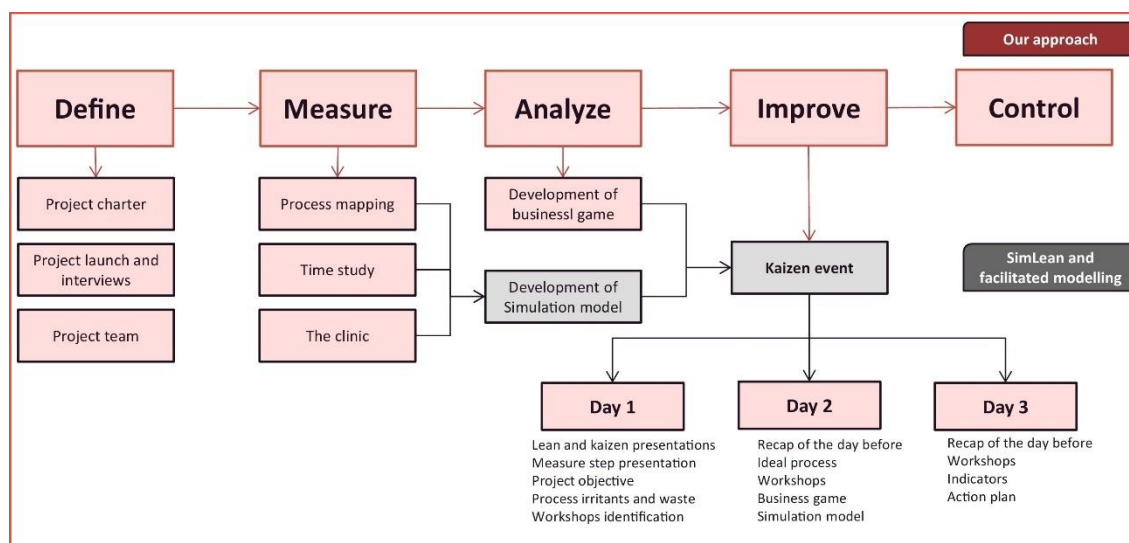 Our approach
Define
Measure
Analyze
Improve
Control
Project charter
Process mapping
Development of
businessl game
Project launch and
interviews
Time study
Kaizen event
SimLean and
facilitated modelling
Development of
Simulation model
Project team
The clinic
Day 1
Lean and kaizen presentations
Measure step presentation
Project objective
Process irritants and waste
Workshops identification
Day 2
Recap of the day before
Ideal process
Workshops
Business game
Simulation model
Day 3
Recap of the day before
Workshops
Indicators
Action plan